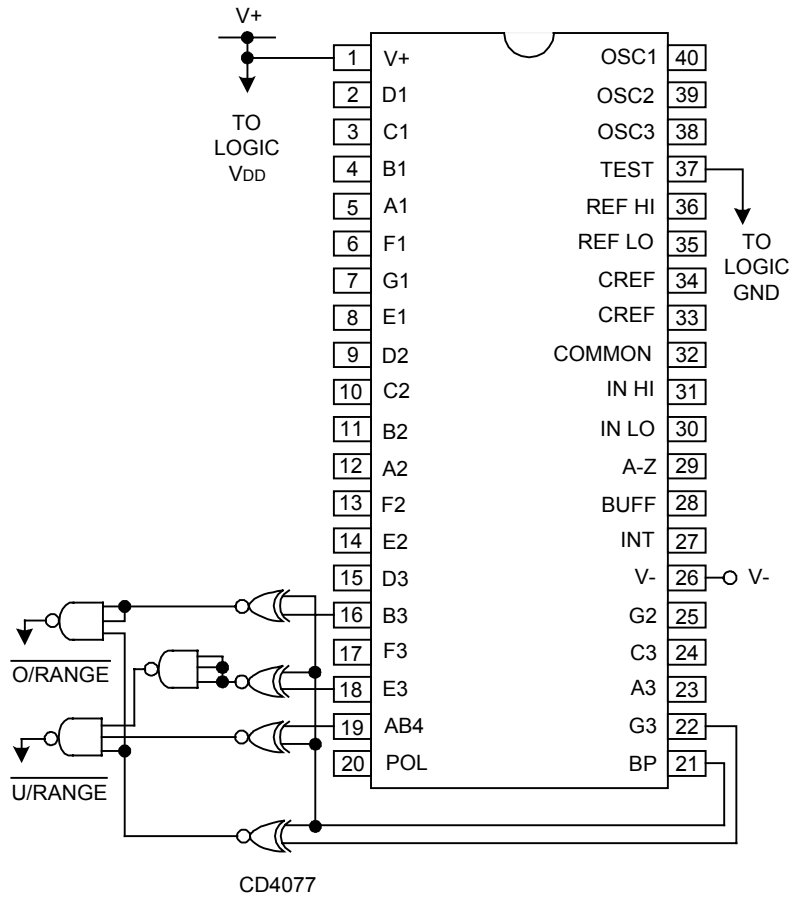 V+
TO
LOGIC
VDD
1 V+
2 D1
3 C1
4 B1
5 A1
6 F1
7 G1
8 E1
9 D2
10 C2
11 B2
12 A2
13 F2
14 E2
15 D3
16 B3
17 F3
18 E3
19 AB4
20 POL
OSC1 40
OSC2 39
OSC3 38
TEST 37
REF HI 36
REF LO 35
CREF 34
CREF 33
COMMON 32
IN HI 31
IN LO 30
A-Z 29
BUFF 28
INT 27
V- 26 V-
G2 25
C3 24
A3 23
G3 22
BP 21
TO
LOGIC
GND
O/RANGE
U/RANGE
CD4077